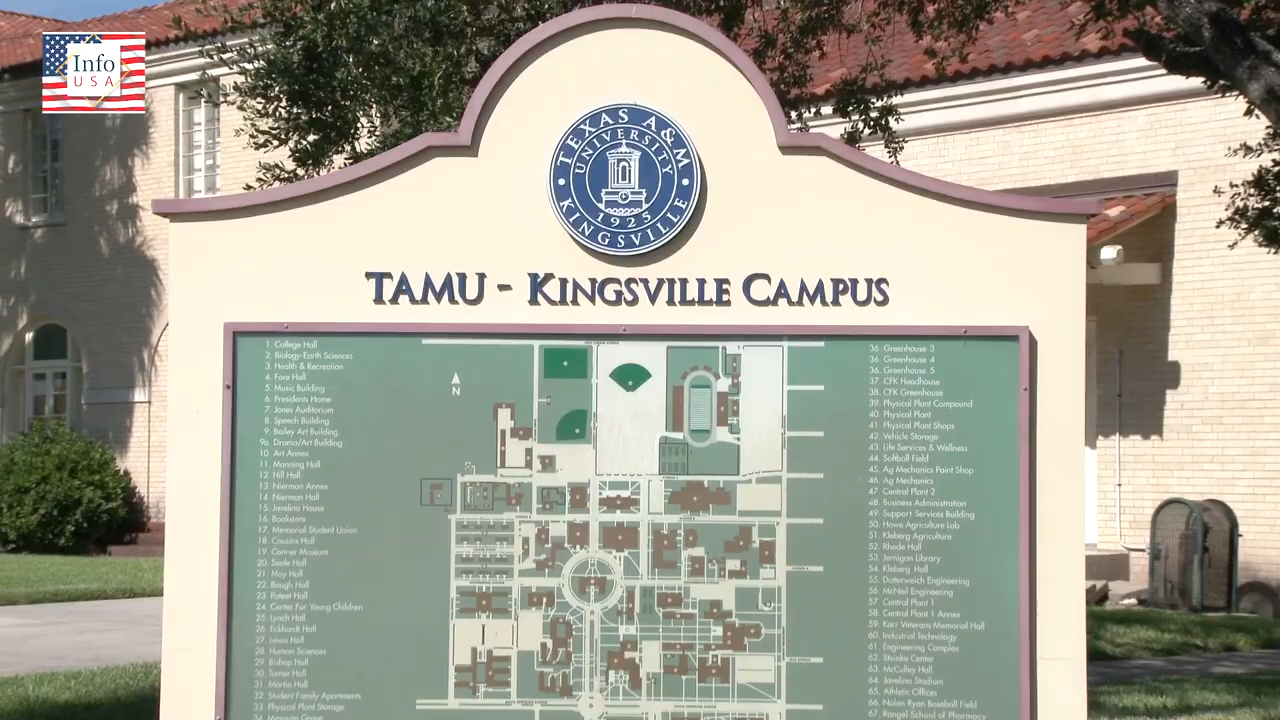 Info
USA
TEXAS A&M
UNIVERSITY
1925
KINGSVILLE
TAMU - KINGSVILLE CAMPUS
1. College Hall
2. Biology-Earth Sciences
3. Health & Recreation
4. Fore Hall
5. Music Building
6. Presidents Home
7. Jones Auditorium
8. Speech Building
9. Bailey Art Building
9a. Drama/Art Building
10. Art Annex
11. Manning Hall
12. Hill Hall
13. Nierman Annex
14. Nierman Hall
15. Javelina House
16. Bookstore
17. Memorial Student Union
18. Cousins Hall
19. Conner Museum
20. Seale Hall
21. May Hall
22. Baugh Hall
23. Poteet Hall
24. Center For Young Children
25. Lynch Hall
26. Eckhardt Hall
27. Lewis Hall
28. Human Sciences
29. Bishop Hall
30. Turner Hall
31. Martin Hall
32. Student Family Apartments
33. Physical Plant Storage
34. Mesquite Grove
N
36. Greenhouse 3
36. Greenhouse 4
36. Greenhouse 5
37. CFK Headhouse
38. CFK Greenhouse
39. Physical Plant Compound
40. Physical Plant
41. Physical Plant Shops
42. Vehicle Storage
43. Life Services & Wellness
44. Softball Field
45. Ag Mechanics Paint Shop
46. Ag Mechanics
47. Central Plant 2
48. Business Administration
49. Support Services Building
50. Howe Agriculture Lab
51. Kleberg Agriculture
52. Rhode Hall
53. Jernigan Library
54. Kleberg Hall
55. Dotterweich Engineering
56. McNeil Engineering
57. Central Plant 1
58. Central Plant 1 Annex
59. Karr Veterans Memorial Hall
60. Industrial Technology
61. Engineering Complex
62. Steinke Center
63. McCulley Hall
64. Javelina Stadium
65. Athletic Offices
66. Nolan Ryan Baseball Field
67. Rangel School of Pharmacy